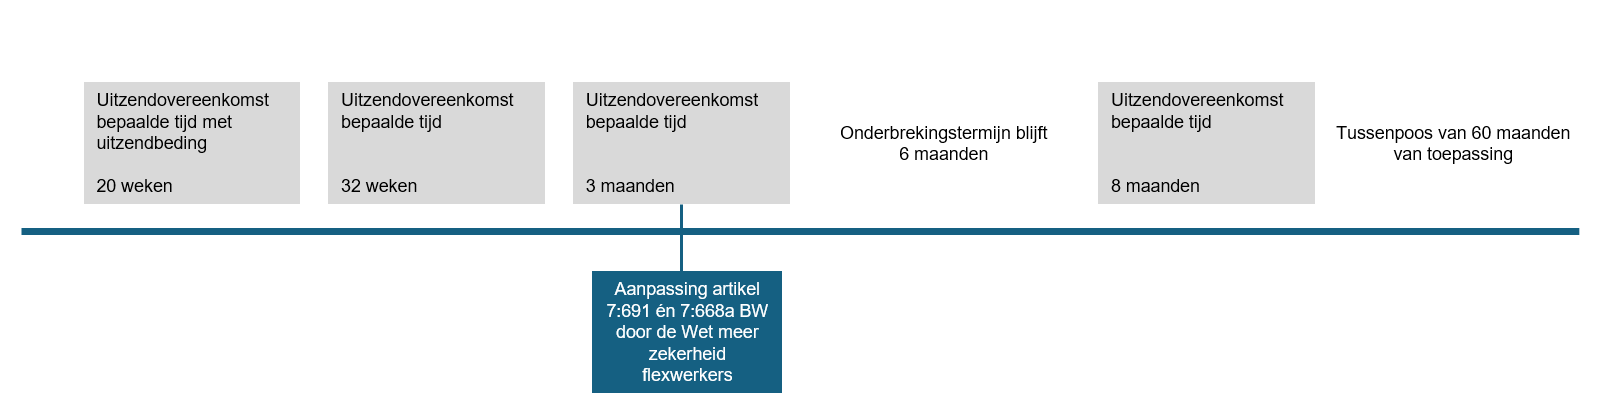 Uitzendovereenkomst
bepaalde tijd met
uitzendbeding
20 weken
Uitzendovereenkomst
bepaalde tijd
32 weken
Uitzendovereenkomst
bepaalde tijd
3 maanden
Onderbrekingstermijn blijft
6 maanden
Uitzendovereenkomst
bepaalde tijd
8 maanden
Tussenpoos van 60 maanden
van toepassing
Aanpassing artikel
7:691 én 7:668a BW
door de Wet meer
zekerheid
flexwerkers